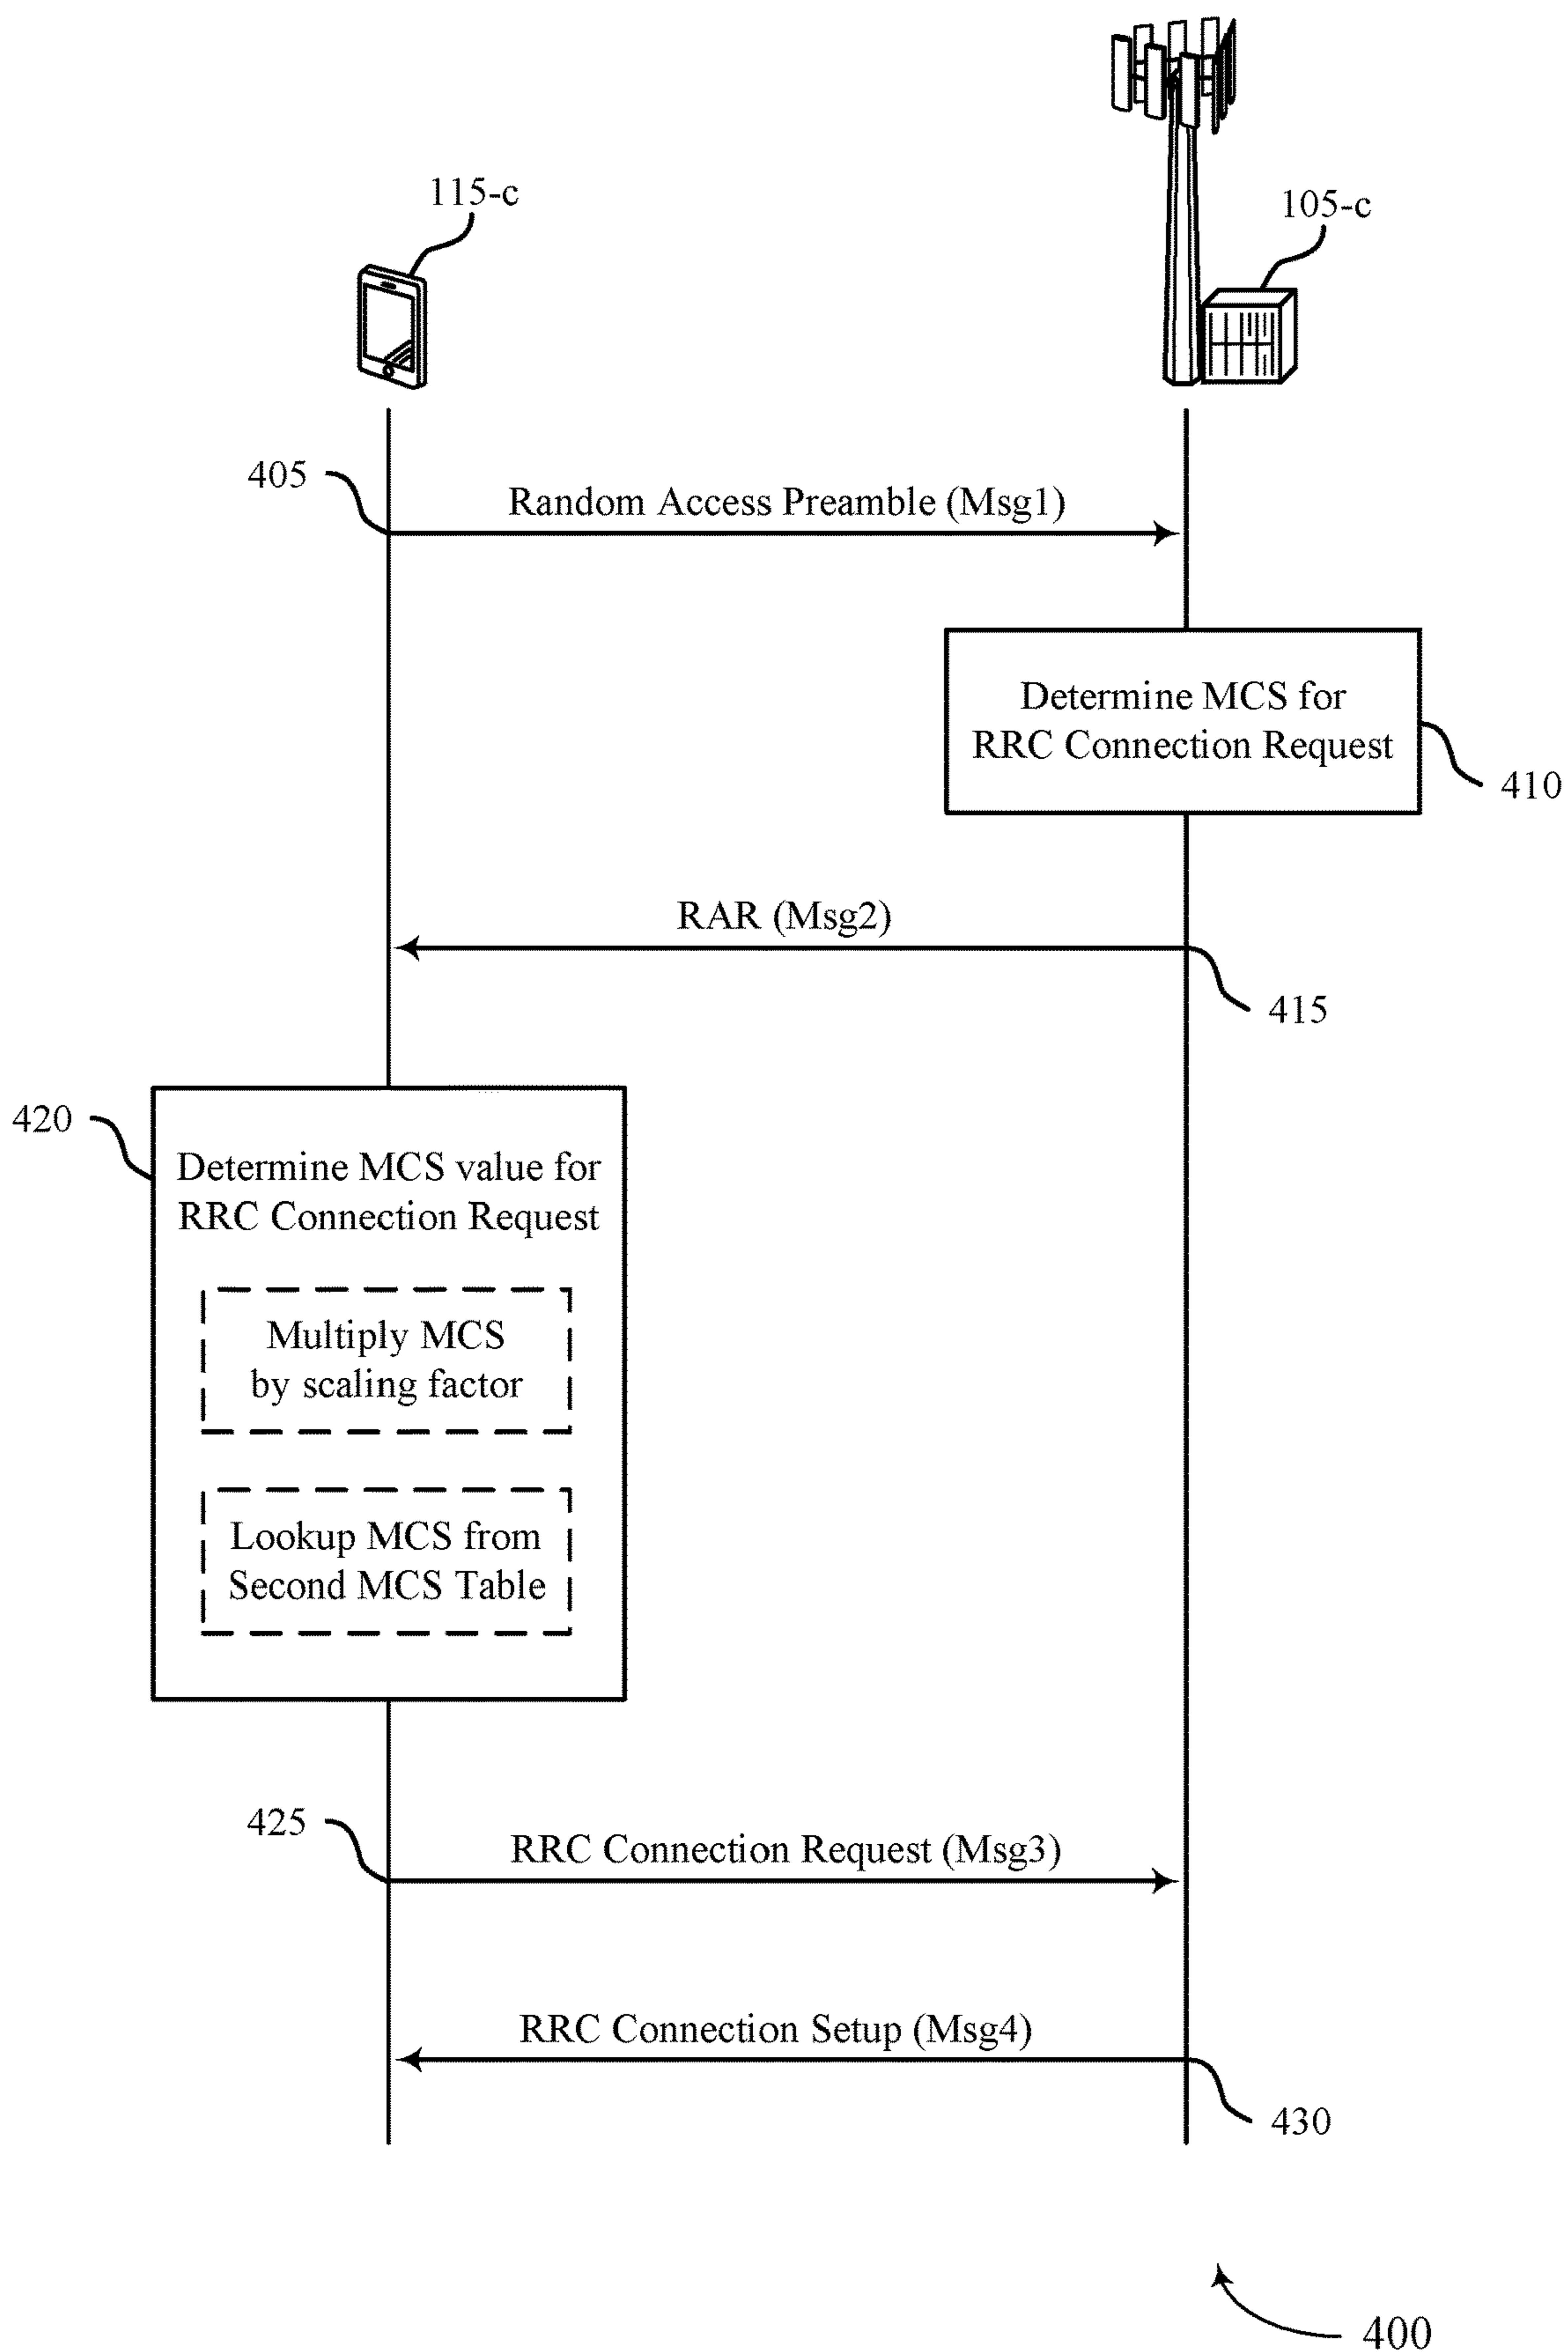 115-c
105-c
405
Random Access Preamble (Msg1)
Determine MCS for
RRC Connection Request
410
RAR (Msg2)
415
420
Determine MCS value for
RRC Connection Request
Multiply MCS
by scaling factor
Lookup MCS from
Second MCS Table
425
RRC Connection Request (Msg3)
RRC Connection Setup (Msg4)
430
400